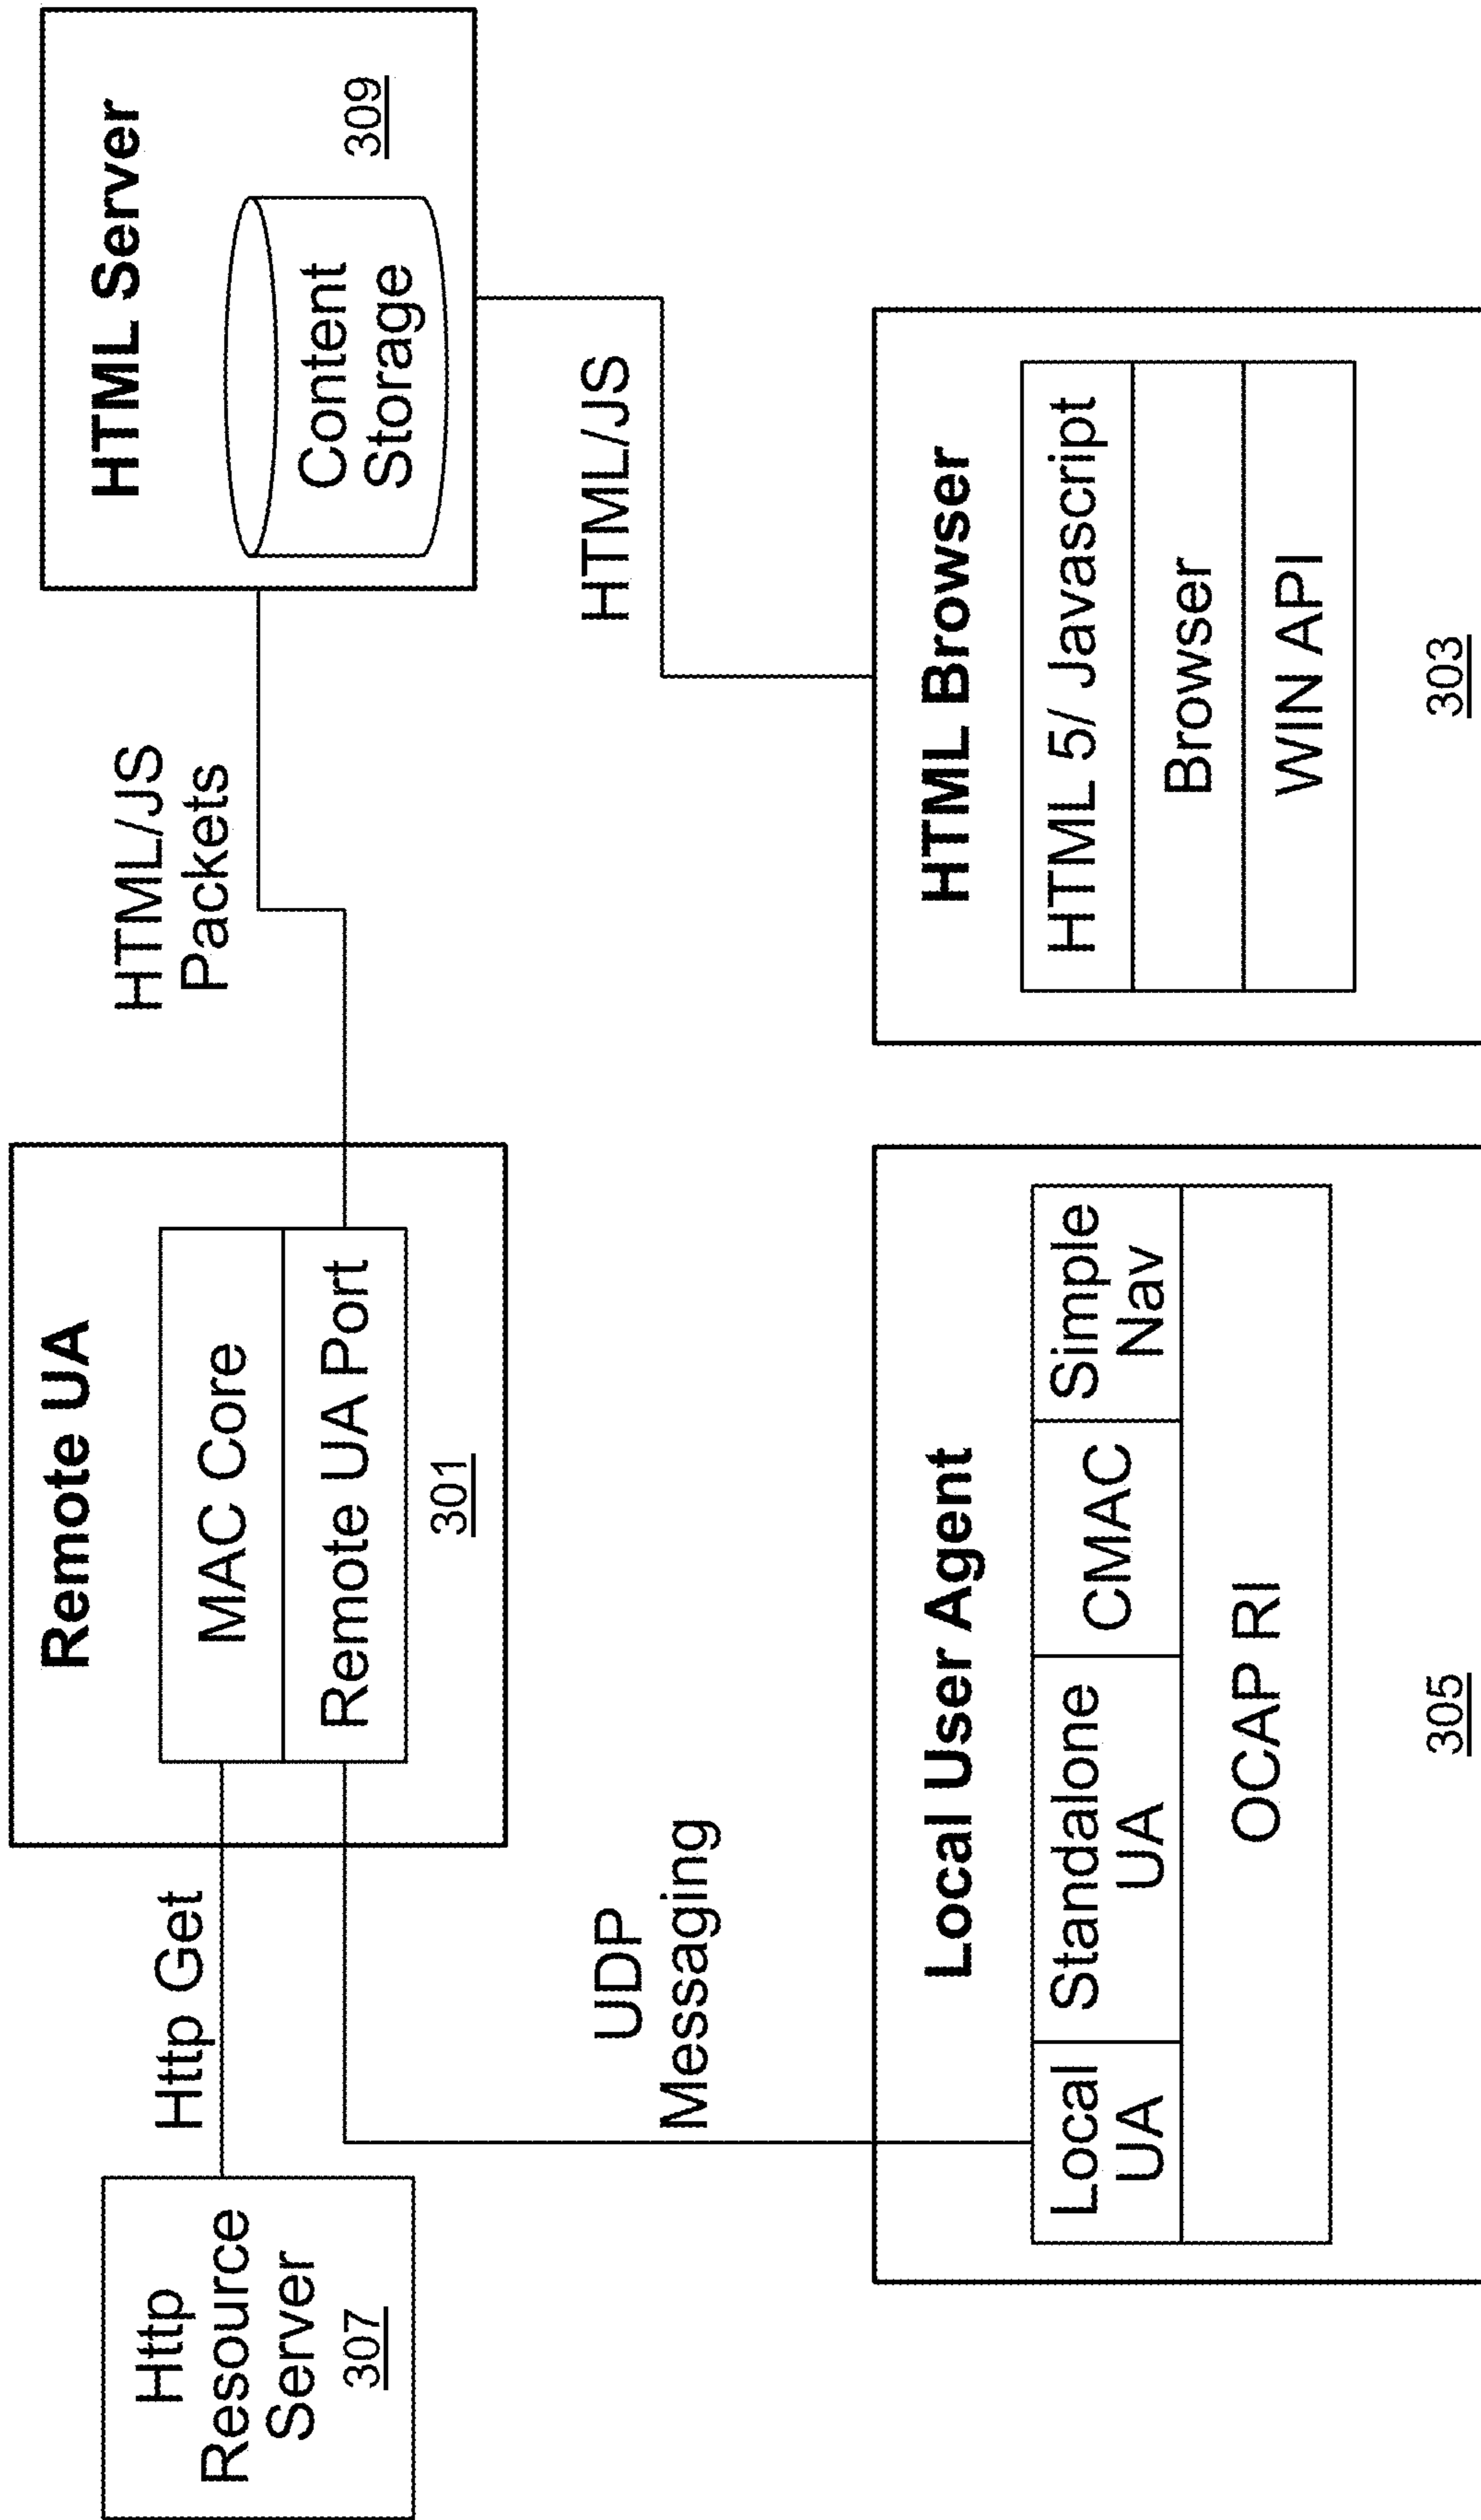 Http
Resource
Server
307
Http Get
Remote UA
MAC Core
Remote UA Port
301
HTML/JS
Packets
HTML Server
Content
Storage
309
UDP
Messaging
HTML/JS
Local User Agent
Local
UA
Standalone
UA
CMAC
Simple
Nav
OCAP RI
305
HTML Browser
HTML 5/ Javascript
Browser
WIN API
303